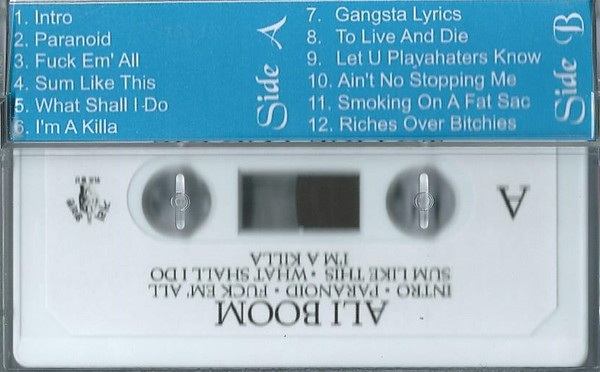 1. Intro
2. Paranoid
3. Fuck Em' All
4. Sum Like This
5. What Shall I Do
6. I'm A Killa
Side A
7. Gangsta Lyrics
8. To Live And Die
9. Let U Playahaters Know
10. Ain't No Stopping Me
11. Smoking On A Fat Sac
12. Riches Over Bitchies
Side B
A
ALI BOOM
INTRO • PARANOID • FUCK EM' ALL
SUM LIKE THIS • WHAT SHALL I DO
I'M A KILLA